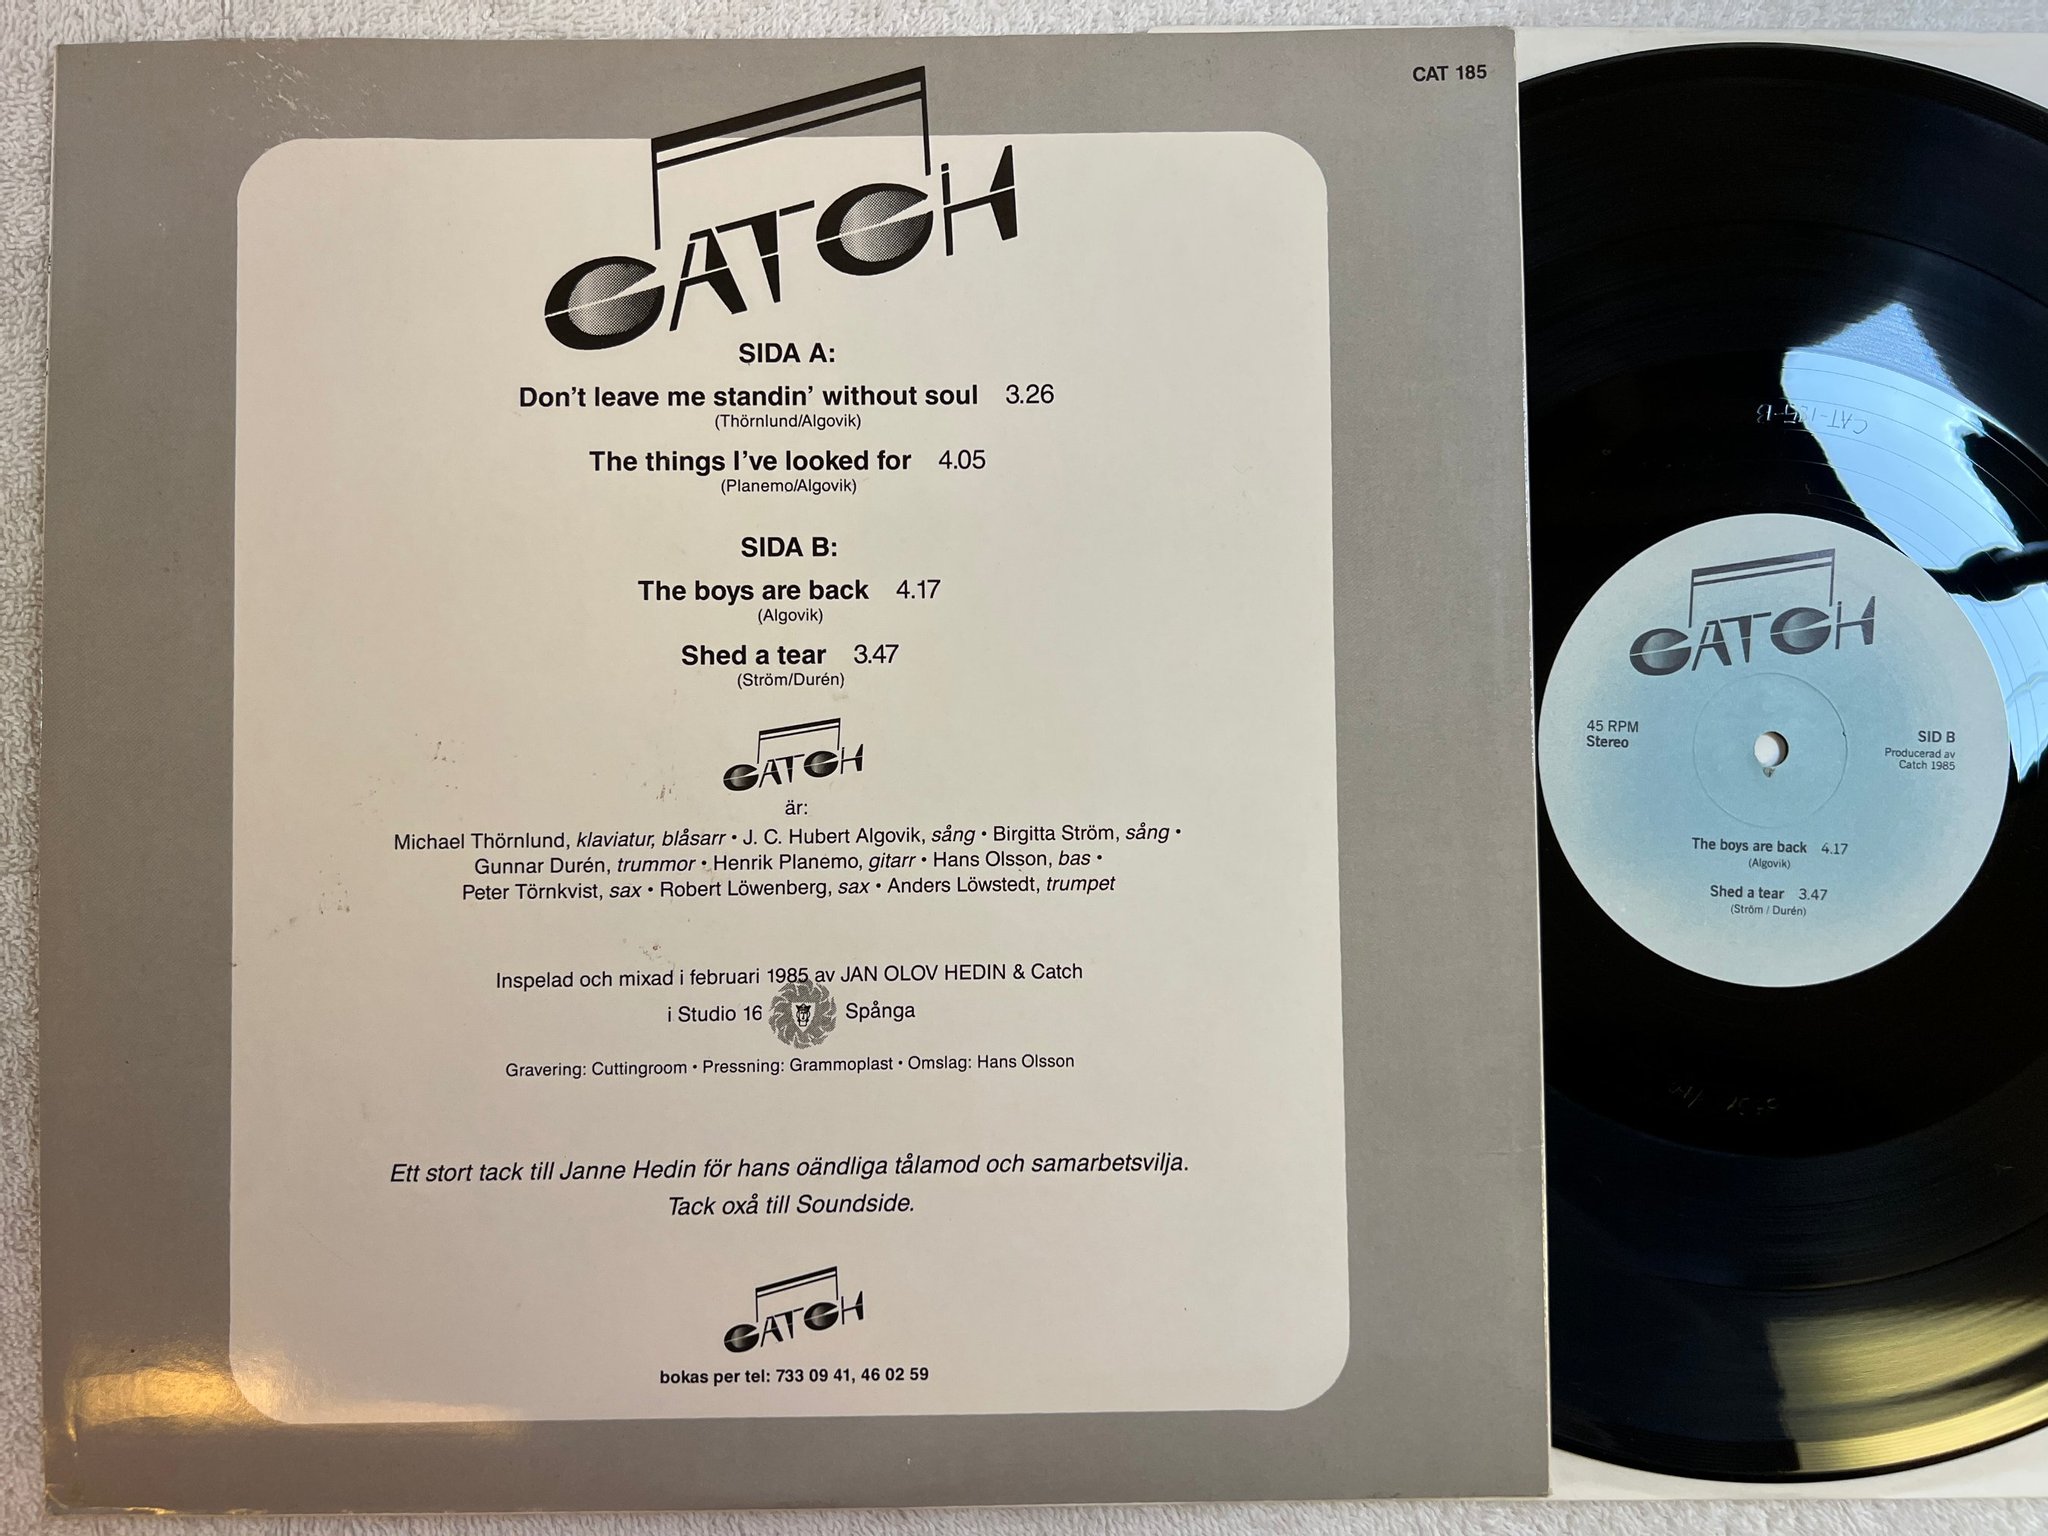 CAT 185
CATCH
SIDA A:
Don't leave me standin' without soul 3.26
(Thörnlund/Algovik)
The things I've looked for 4.05
(Planemo/Algovik)
SIDA B:
The boys are back 4.17
(Algovik)
Shed a tear 3.47
(Ström/Durén)
CATCH
är:
Michael Thörnlund, klaviatur, blåsarr • J. C. Hubert Algovik, sång • Birgitta Ström, sång •
Gunnar Durén, trummor • Henrik Planemo, gitarr • Hans Olsson, bas •
Peter Törnkvist, sax • Robert Löwenberg, sax • Anders Löwstedt, trumpet
Inspelad och mixad i februari 1985 av JAN OLOV HEDIN & Catch
i Studio 16 Spånga
Gravering: Cuttingroom • Pressning: Grammoplast • Omslag: Hans Olsson
Ett stort tack till Janne Hedin för hans oändliga tålamod och samarbetsvilja.
Tack oxå till Soundside.
CATCH
bokas per tel: 733 09 41, 46 02 59
CAT-185-B
CATCH
45 RPM
Stereo
SID B
Producerad av
Catch 1985
The boys are back 4.17
(Algovik)
Shed a tear 3.47
(Ström / Durén)